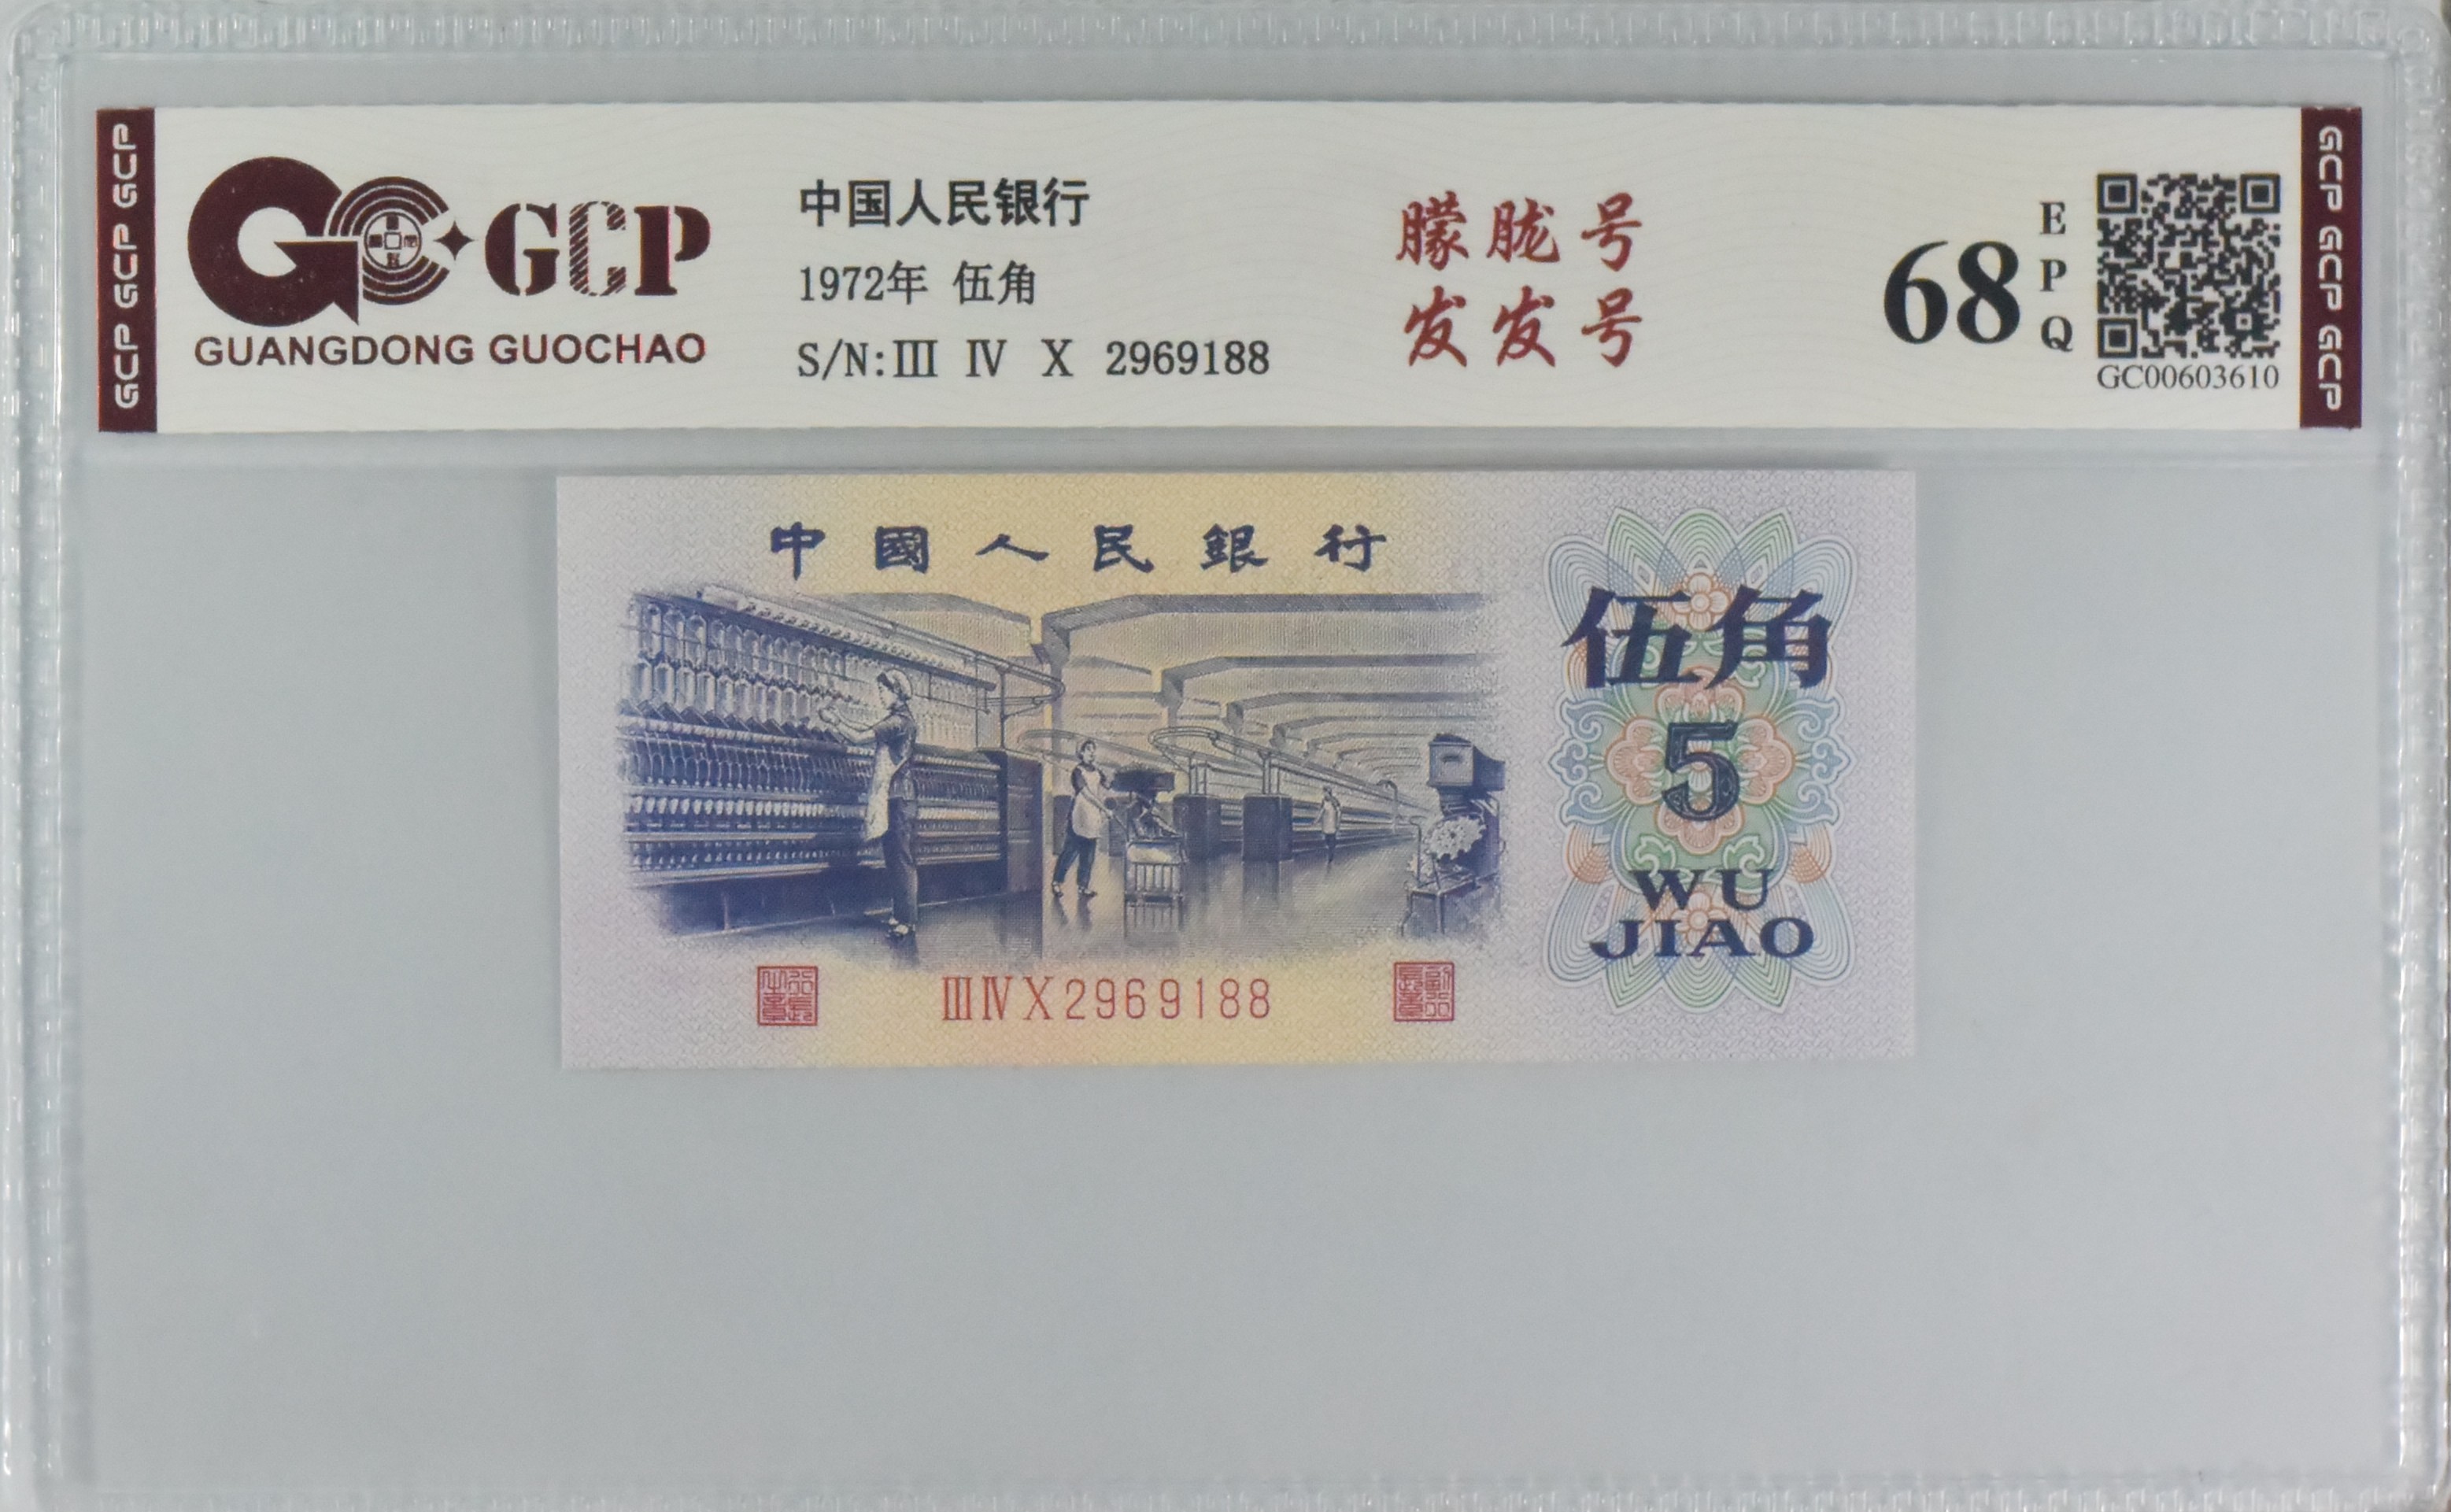 GCP GCP GCP
GCP
GUANGDONG GUOCHAO
中国人民银行
1972年 伍角
S/N:Ⅲ Ⅳ X 2969188
朦胧号
发发号
68
EPQ
GC00603610
GCP GCP GCP
中國人民銀行
伍角
5
WU
JIAO
ⅢⅣX2969188